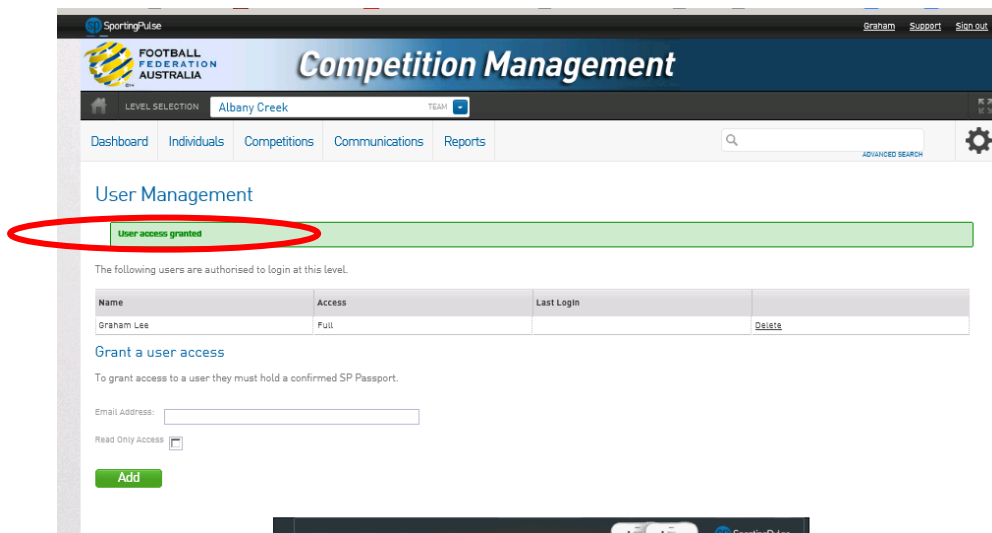 SportingPulse
Graham Support Sign out
FOOTBALL
FEDERATION
AUSTRALIA
Competition Management
LEVEL SELECTION Albany Creek TEAM
Dashboard Individuals Competitions Communications Reports
ADVANCED SEARCH
User Management
User access granted
The following users are authorised to login at this level.
Name Access Last Login
Graham Lee Full Delete
Grant a user access
To grant access to a user they must hold a confirmed SP Passport.
Email Address:
Read Only Access
Add
SportingPulse